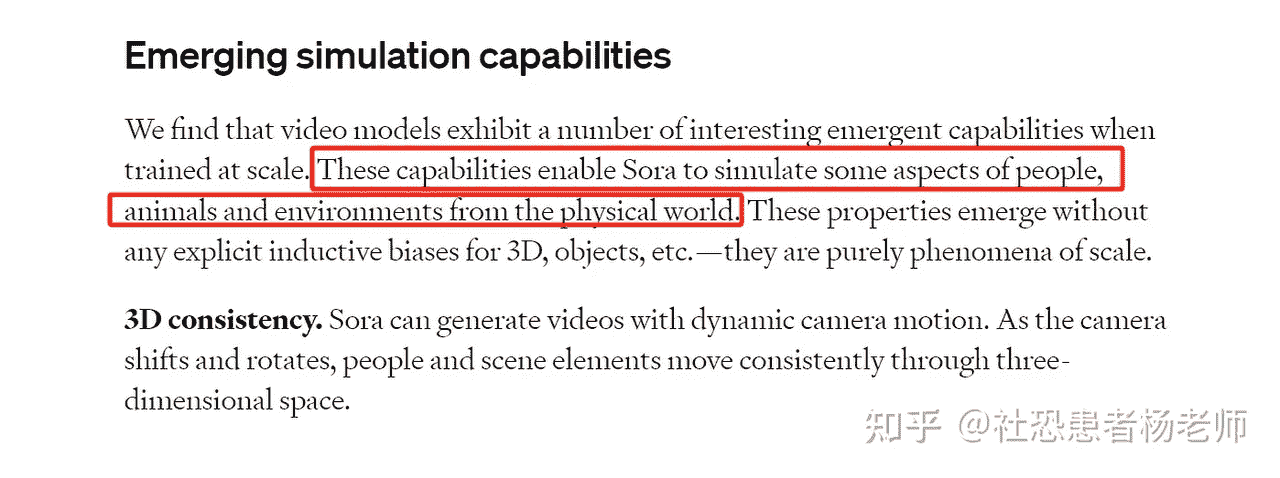 Emerging simulation capabilities
We find that video models exhibit a number of interesting emergent capabilities when
trained at scale. These capabilities enable Sora to simulate some aspects of people,
animals and environments from the physical world. These properties emerge without
any explicit inductive biases for 3D, objects, etc.—they are purely phenomena of scale.
3D consistency. Sora can generate videos with dynamic camera motion. As the camera
shifts and rotates, people and scene elements move consistently through three-
dimensional space.
知乎 @社恐患者杨老师